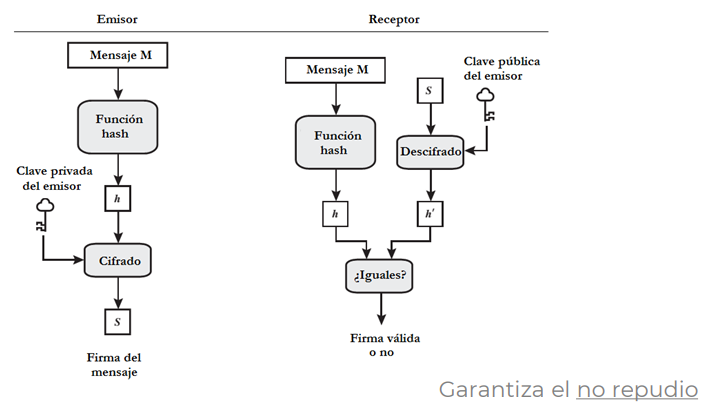 Emisor
Mensaje M
Función
hash
Clave privada
del emisor
h
Cifrado
S
Firma del
mensaje
Receptor
Mensaje M
Función
hash
h
Clave pública
del emisor
S
Descifrado
h'
¿Iguales?
Firma válida
o no
Garantiza el no repudio